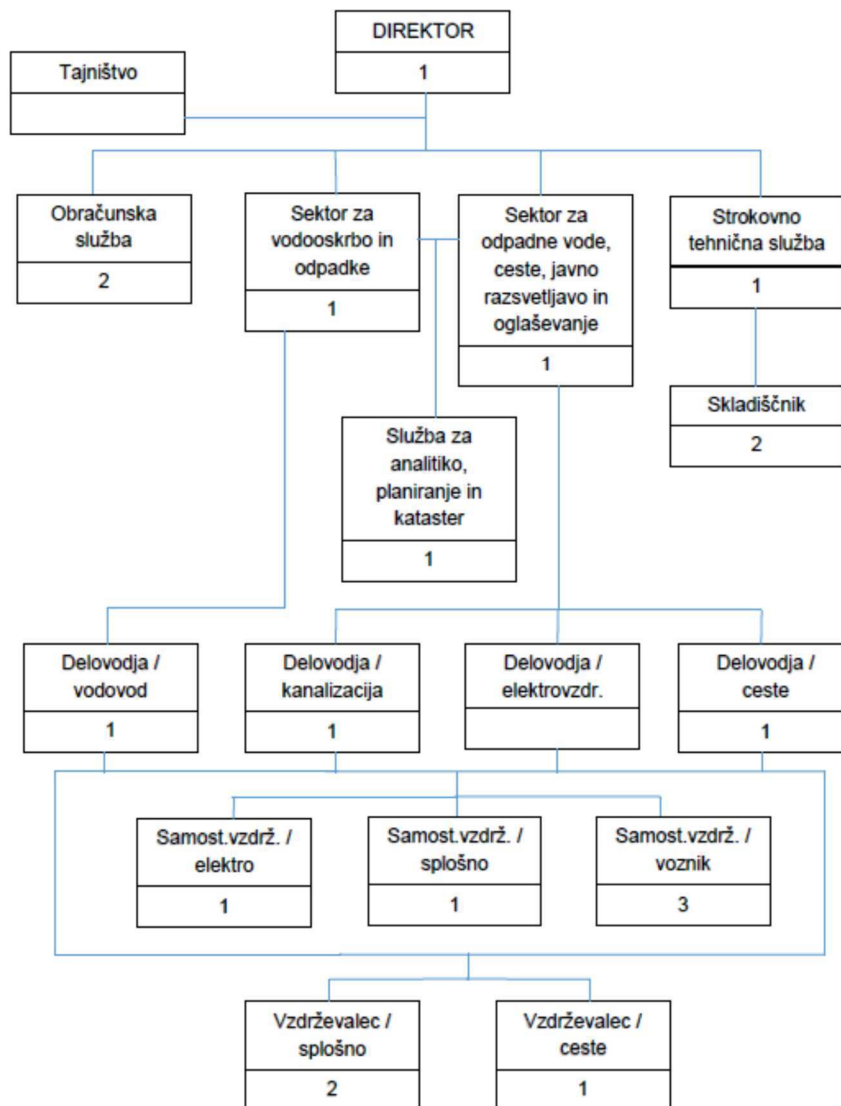 DIREKTOR
1
Tajništvo
Obračunska
služba
2
Sektor za
vodooskrbo in
odpadke
1
Sektor za
odpadne vode,
ceste, javno
razsvetljavo in
oglaševanje
1
Strokovno
tehnična služba
1
Skladiščnik
2
Služba za
analitiko,
planiranje in
kataster
1
Delovodja /
vodovod
1
Delovodja /
kanalizacija
1
Delovodja /
elektrovzdr.
Delovodja /
ceste
1
Samost.vzdrž. /
elektro
1
Samost.vzdrž. /
splošno
1
Samost.vzdrž. /
voznik
3
Vzdrževalec /
splošno
2
Vzdrževalec /
ceste
1